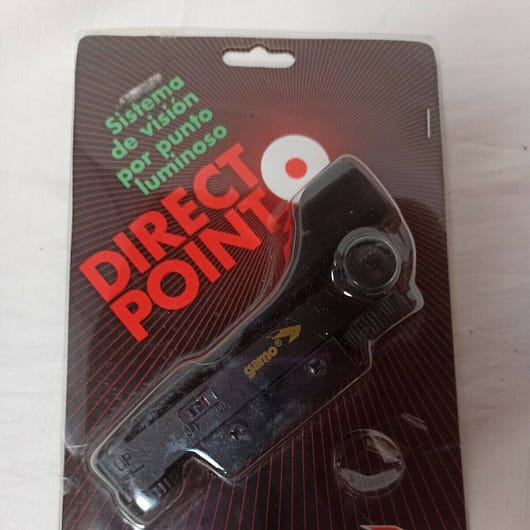 Sistema
de visión
por punto
luminoso
DIRECT
POINT
gamo®
UP